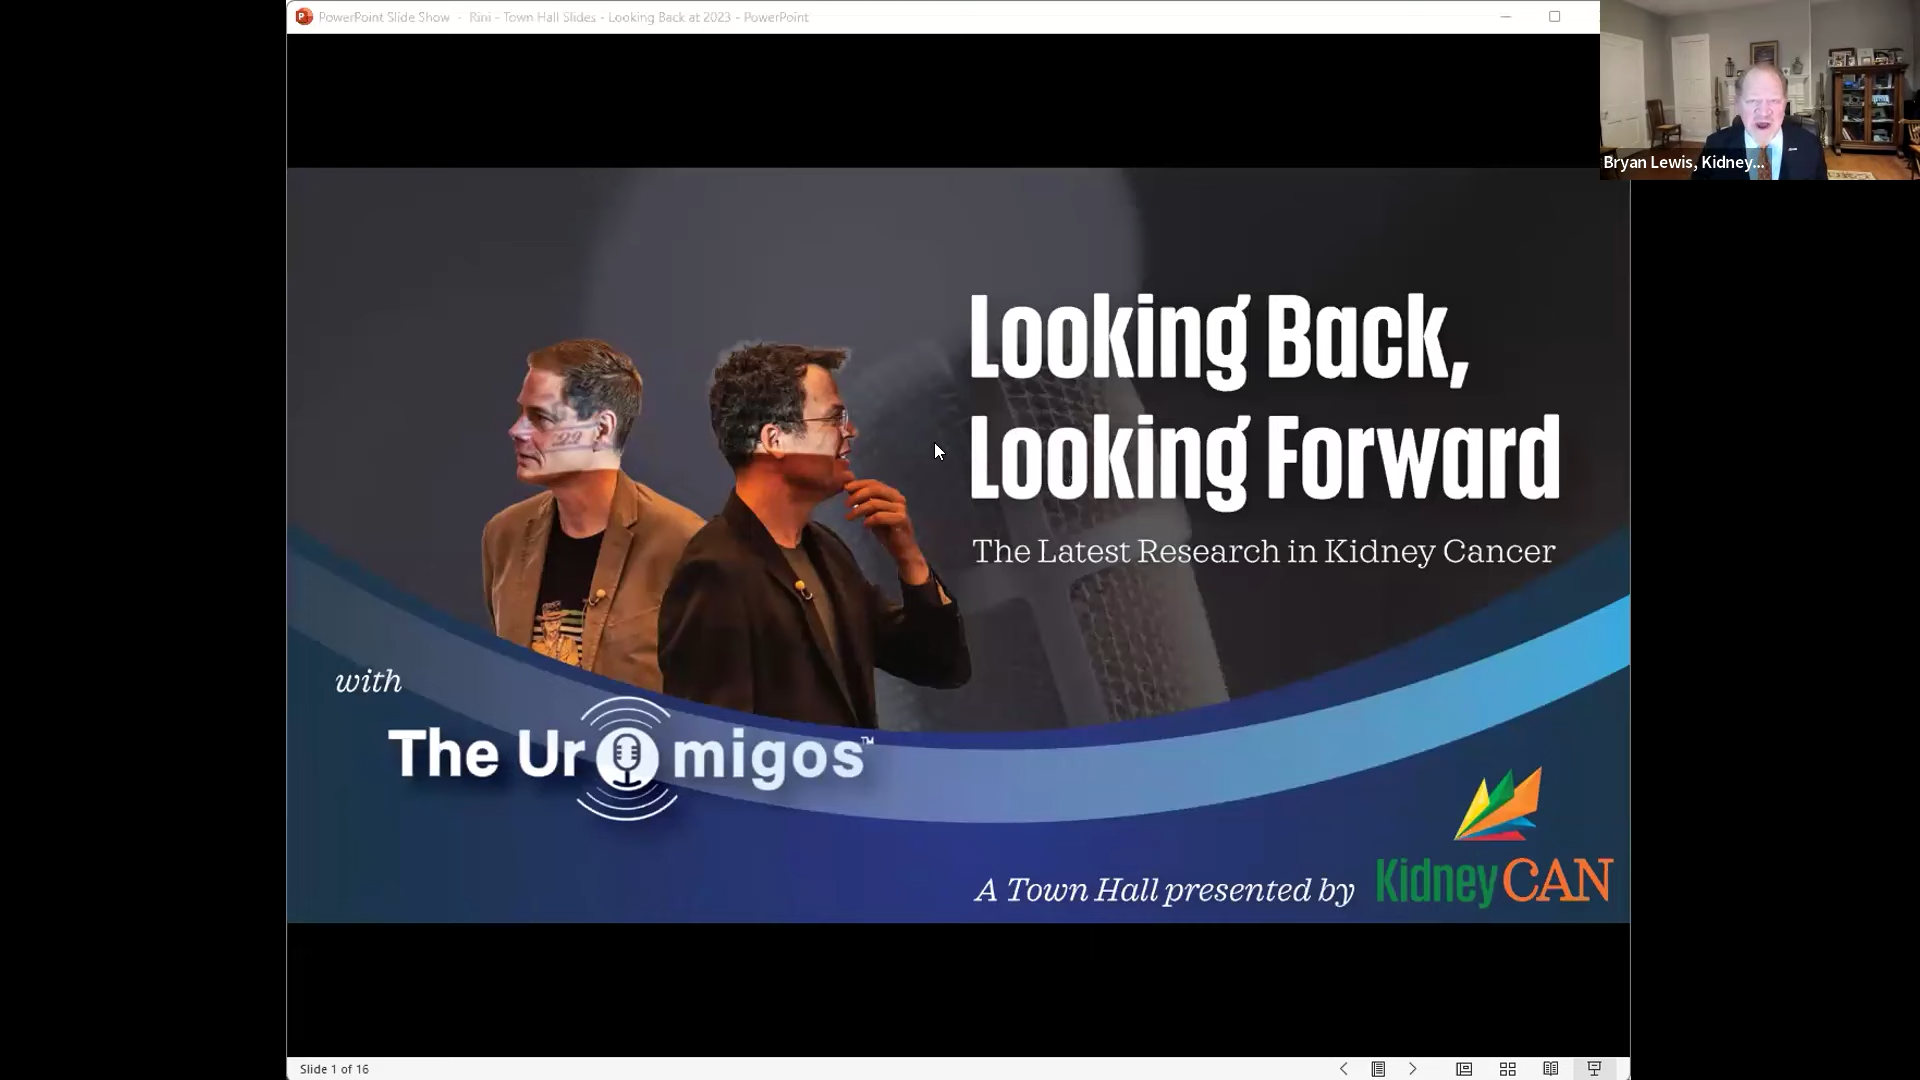 PowerPoint Slide Show - Rini - Town Hall Slides - Looking Back at 2023 - PowerPoint
Bryan Lewis, Kidney...
Looking Back,
Looking Forward
The Latest Research in Kidney Cancer
with
The Uromigos™
A Town Hall presented by
KidneyCAN
Slide 1 of 16